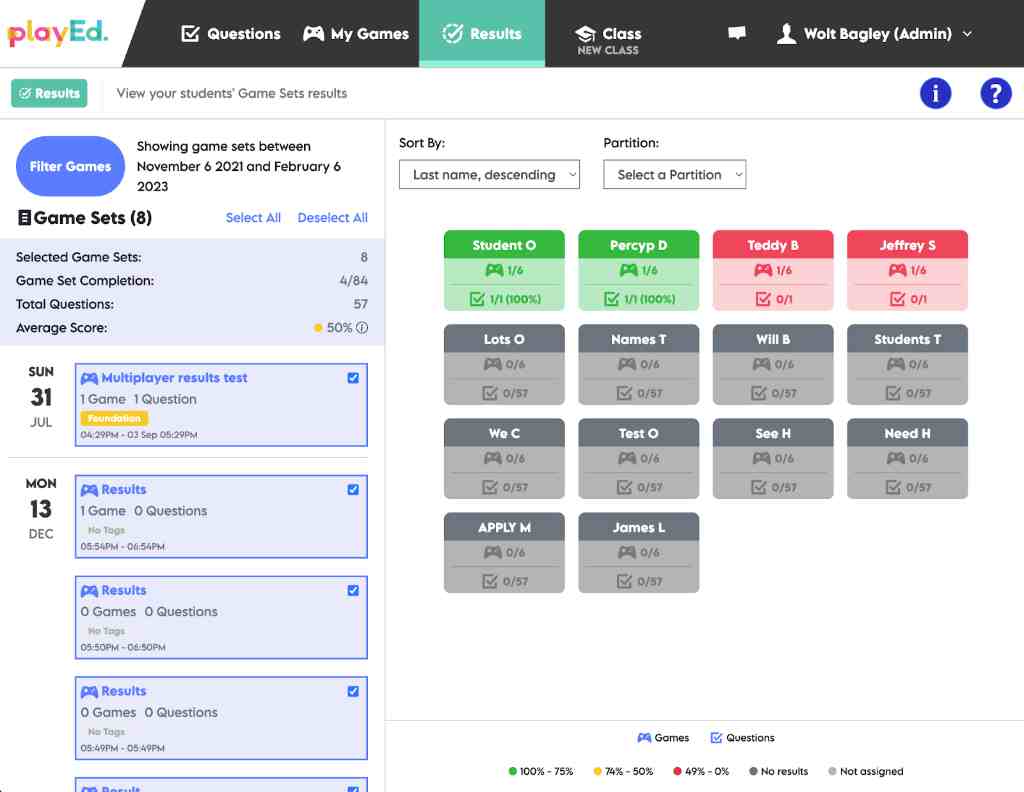 playEd.
Questions
My Games
Results
Class
NEW CLASS
Wolt Bagley (Admin)
Results
View your students' Game Sets results
i
?
Filter Games
Showing game sets between
November 6 2021 and February 6
2023
Game Sets (8)
Select All
Deselect All
Selected Game Sets: 8
Game Set Completion: 4/84
Total Questions: 57
Average Score: 50%
SUN
31
JUL
Multiplayer results test
1 Game 1 Question
Foundation
04:29PM - 03 Sep 05:29PM
MON
13
DEC
Results
1 Game 0 Questions
No Tags
05:54PM - 06:54PM
Results
0 Games 0 Questions
No Tags
05:50PM - 06:50PM
Results
0 Games 0 Questions
No Tags
05:49PM - 05:49PM
Sort By:
Last name, descending
Partition:
Select a Partition
Student O
1/6
1/1 (100%)
Percyp D
1/6
1/1 (100%)
Teddy B
1/6
0/1
Jeffrey S
1/6
0/1
Lots O
0/6
0/57
Names T
0/6
0/57
Will B
0/6
0/57
Students T
0/6
0/57
We C
0/6
0/57
Test O
0/6
0/57
See H
0/6
0/57
Need H
0/6
0/57
APPLY M
0/6
0/57
James L
0/6
0/57
Games
Questions
100% - 75%
74% - 50%
49% - 0%
No results
Not assigned